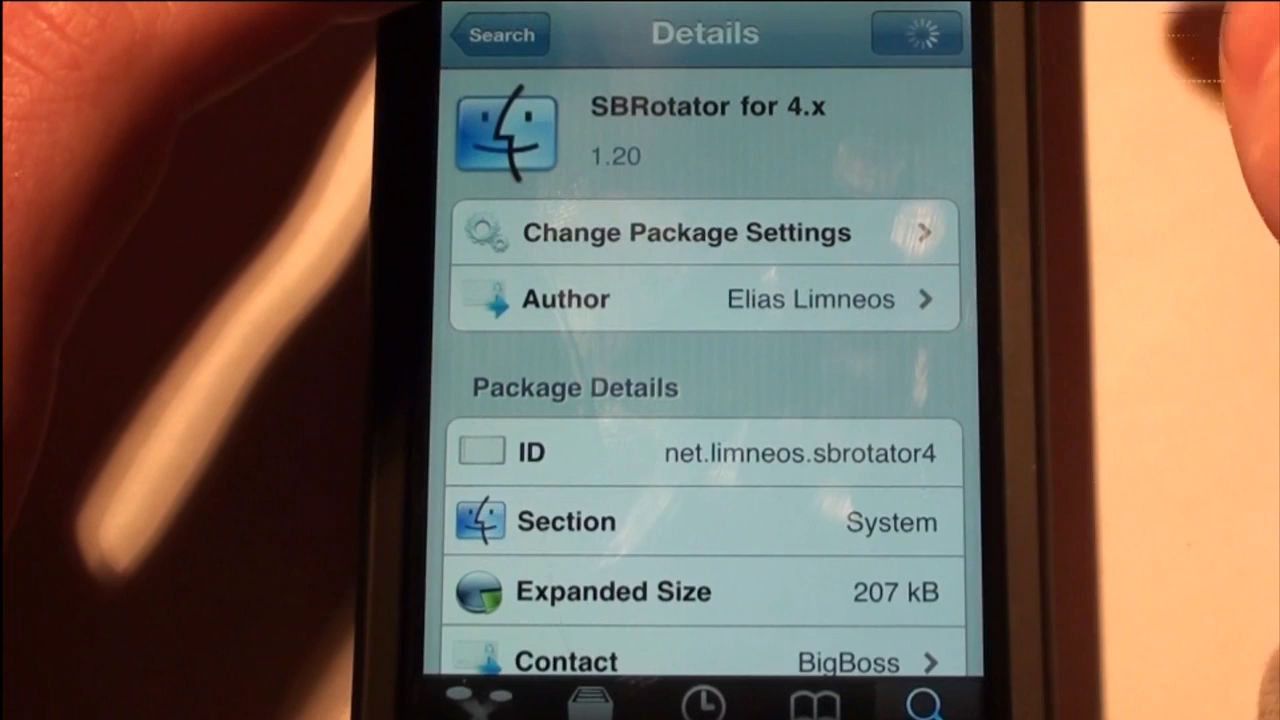 Search
Details
SBRotator for 4.x
1.20
Change Package Settings
Author Elias Limneos
Package Details
ID net.limneos.sbrotator4
Section System
Expanded Size 207 kB
Contact BigBoss